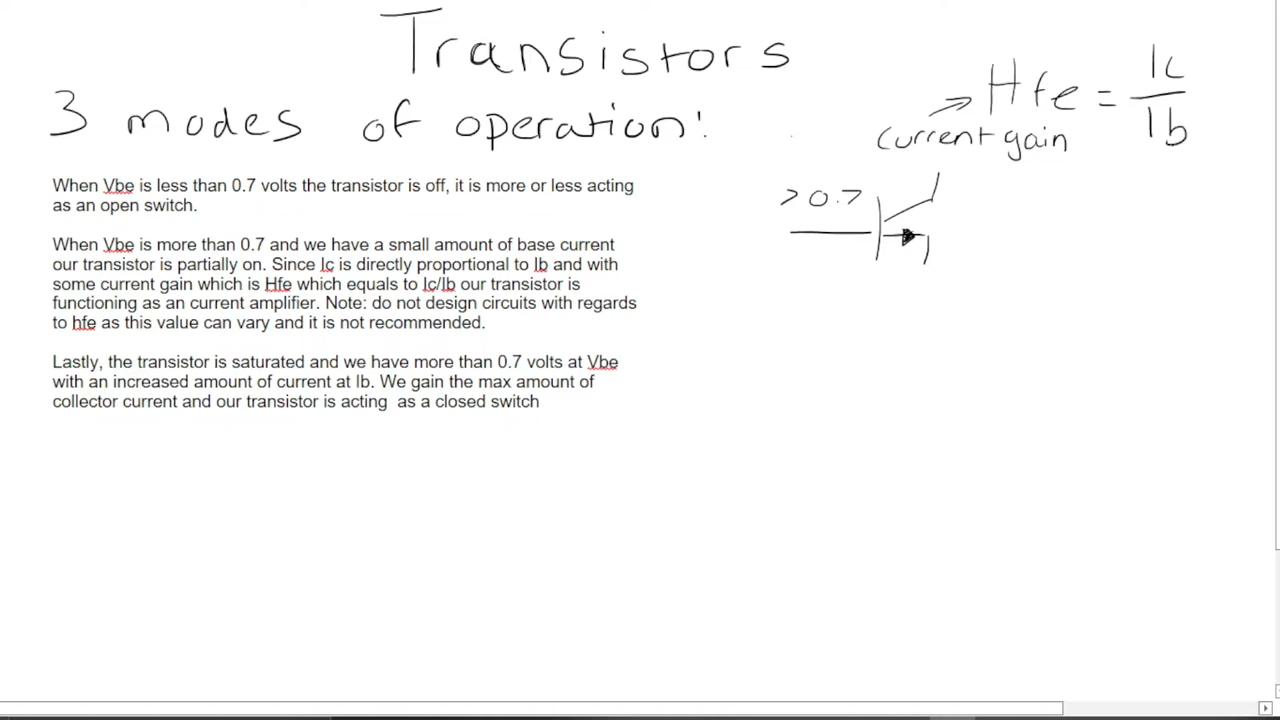 Transistors
3 modes of operation:
Hfe = Ic/Ib
current gain
When Vbe is less than 0.7 volts the transistor is off, it is more or less acting
as an open switch.
When Vbe is more than 0.7 and we have a small amount of base current
our transistor is partially on. Since Ic is directly proportional to Ib and with
some current gain which is Hfe which equals to Ic/Ib our transistor is
functioning as an current amplifier. Note: do not design circuits with regards
to hfe as this value can vary and it is not recommended.
Lastly, the transistor is saturated and we have more than 0.7 volts at Vbe
with an increased amount of current at Ib. We gain the max amount of
collector current and our transistor is acting  as a closed switch
>0.7